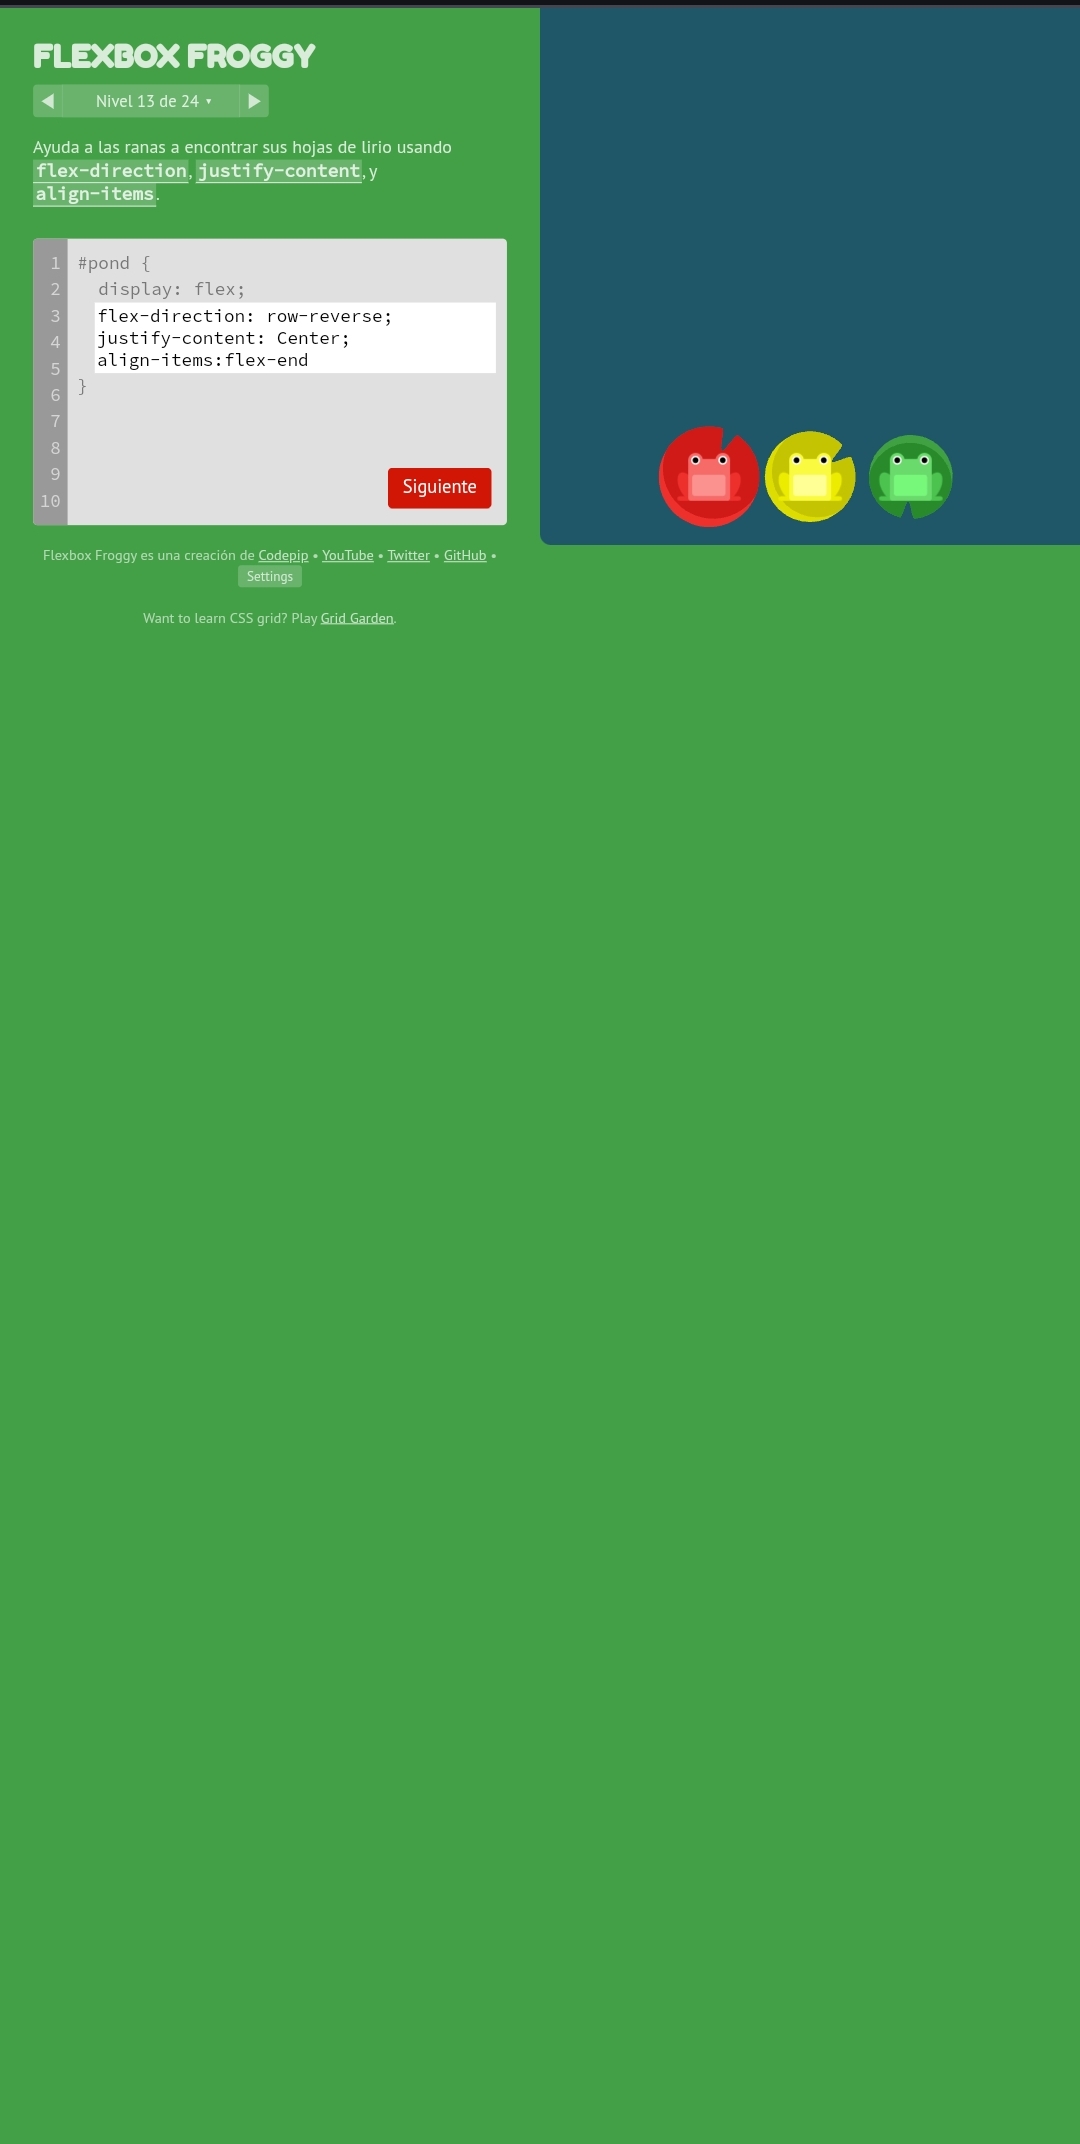 FLEXBOX FROGGY
Nivel 13 de 24 ▾
Ayuda a las ranas a encontrar sus hojas de lirio usando
flex-direction, justify-content, y
align-items.
1 #pond {
2 display: flex;
3 flex-direction: row-reverse;
4 justify-content: Center;
5 align-items:flex-end
6 }
7
8
9
10
Siguiente
Flexbox Froggy es una creación de Codepip • YouTube • Twitter • GitHub •
Settings
Want to learn CSS grid? Play Grid Garden.